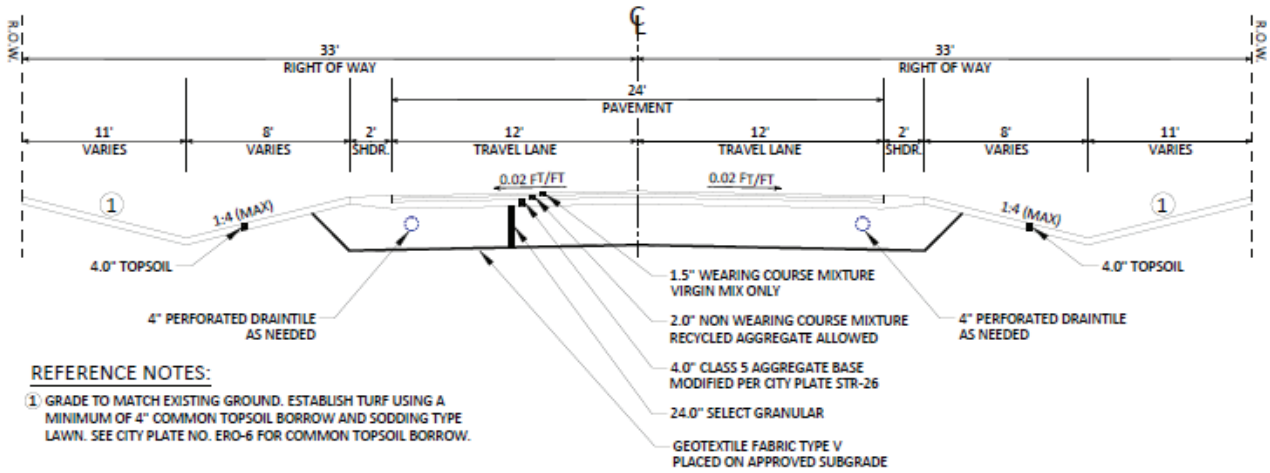 ℄
R.O.W.
R.O.W.
33'
RIGHT OF WAY
33'
RIGHT OF WAY
24'
PAVEMENT
11'
VARIES
8'
VARIES
2'
SHDR.
12'
TRAVEL LANE
12'
TRAVEL LANE
2'
SHDR.
8'
VARIES
11'
VARIES
0.02 FT/FT
0.02 FT/FT
1
1:4 (MAX)
1:4 (MAX)
1
4.0" TOPSOIL
4.0" TOPSOIL
4" PERFORATED DRAINTILE
AS NEEDED
1.5" WEARING COURSE MIXTURE
VIRGIN MIX ONLY
2.0" NON WEARING COURSE MIXTURE
RECYCLED AGGREGATE ALLOWED
4.0" CLASS 5 AGGREGATE BASE
MODIFIED PER CITY PLATE STR-26
24.0" SELECT GRANULAR
GEOTEXTILE FABRIC TYPE V
PLACED ON APPROVED SUBGRADE
4" PERFORATED DRAINTILE
AS NEEDED
REFERENCE NOTES:
1 GRADE TO MATCH EXISTING GROUND. ESTABLISH TURF USING A
MINIMUM OF 4" COMMON TOPSOIL BORROW AND SODDING TYPE
LAWN. SEE CITY PLATE NO. ERO-6 FOR COMMON TOPSOIL BORROW.